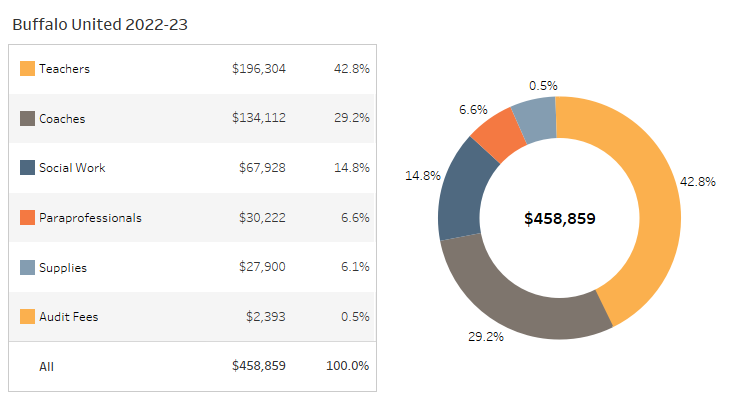 Buffalo United 2022-23
Teachers $196,304 42.8%
Coaches $134,112 29.2%
Social Work $67,928 14.8%
Paraprofessionals $30,222 6.6%
Supplies $27,900 6.1%
Audit Fees $2,393 0.5%
All $458,859 100.0%
0.5%
6.6%
14.8%
42.8%
$458,859
29.2%